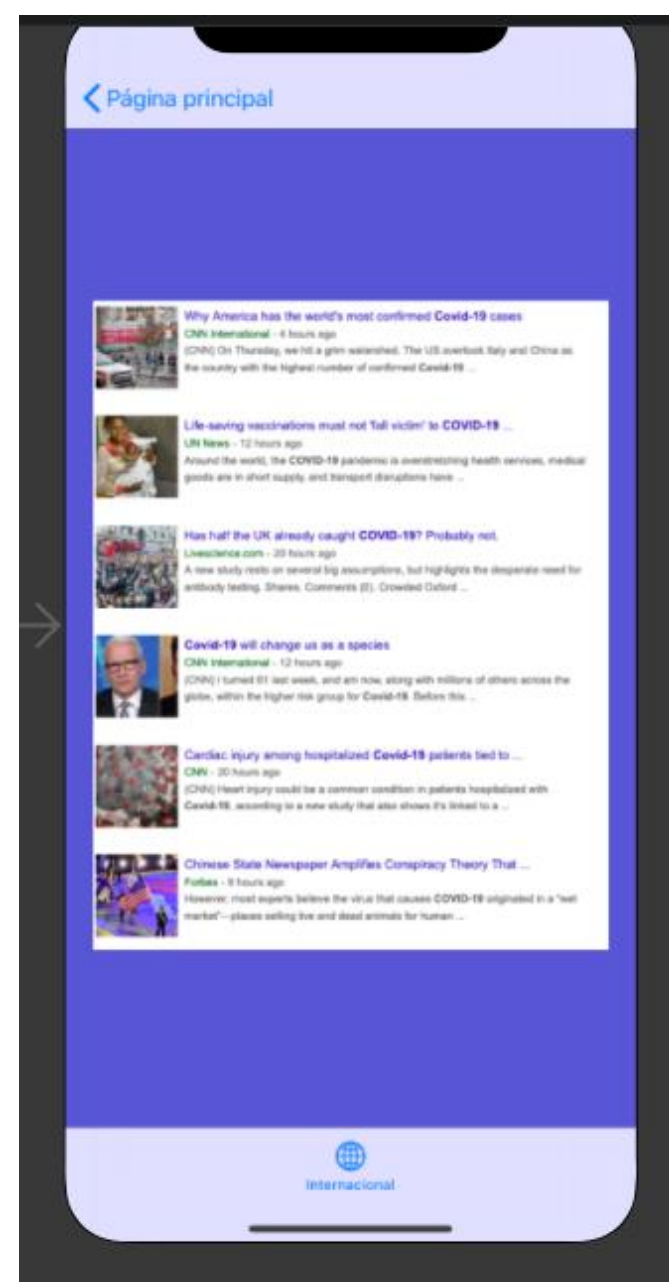 Página principal
Why America has the world's most confirmed Covid-19 cases
CNN International - 4 hours ago
(CNN) On Thursday, we hit a grim watershed. The US overtook Italy and China as
the country with the highest number of confirmed Covid-19 ...
Life-saving vaccinations must not 'fall victim' to COVID-19 ...
UN News - 12 hours ago
Around the world, the COVID-19 pandemic is overstretching health services, medical
goods are in short supply, and transport disruptions have ...
Has half the UK already caught COVID-19? Probably not.
Livescience.com - 20 hours ago
A new study rests on several big assumptions, but highlights the desperate need for
antibody testing. Shares. Comments (0). Crowded Oxford ...
Covid-19 will change us as a species
CNN International - 12 hours ago
(CNN) I turned 61 last week, and am now, along with millions of others across the
globe, within the higher risk group for Covid-19. Before this ...
Cardiac injury among hospitalized Covid-19 patients tied to ...
CNN - 20 hours ago
(CNN) Heart injury could be a common condition in patients hospitalized with
Covid-19, according to a new study that also shows it's linked to a ...
Chinese State Newspaper Amplifies Conspiracy Theory That ...
Forbes - 9 hours ago
However, most experts believe the virus that causes COVID-19 originated in a "wet
market"-- places selling live and dead animals for human ...
Internacional